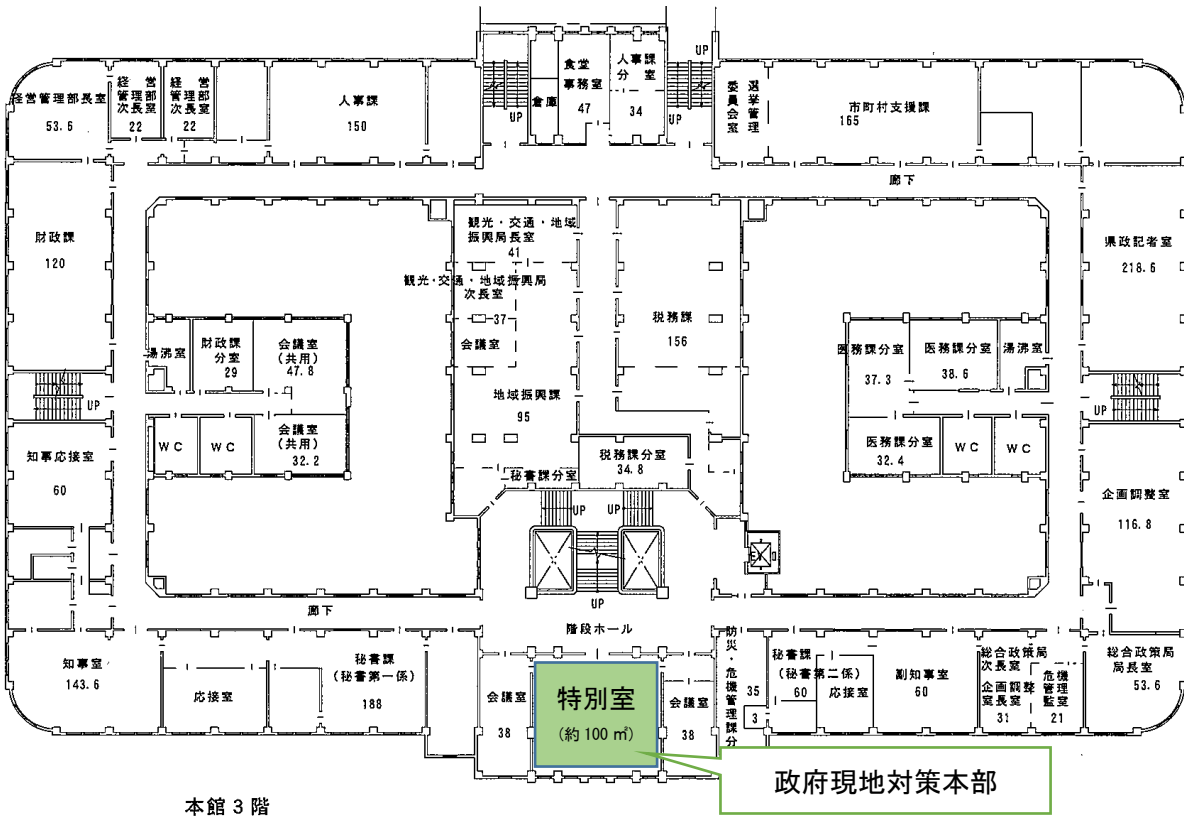 経営管理部長室
53.6
経営
管理部
次長室
22
経営
管理部
次長室
22
人事課
150
UP
倉庫
食堂
事務室
47
人事課
分室
34
UP
UP
選挙管理
委員会室
市町村支援課
165
廊下
財政課
120
観光・交通・地域
振興局長室
41
観光・交通・地域振興局
次長室
37
会議室
税務課
156
県政記者室
218.6
湯沸室
財政課
分室
29
会議室
(共用)
47.8
医務課分室
37.3
医務課分室
38.6
湯沸室
UP
地域振興課
95
UP
WC
WC
会議室
(共用)
32.2
税務課分室
34.8
医務課分室
32.4
WC
WC
知事応接室
60
秘書課分室
企画調整室
116.8
UP
UP
EV
UP
廊下
階段ホール
知事室
143.6
応接室
秘書課
(秘書第一係)
188
会議室
38
特別室
(約100㎡)
会議室
38
防災・危機管理課分
35
3
秘書課
(秘書第二係)
60
応接室
副知事室
60
総合政策局
次長室
企画調整
室長室
31
危機
管理
監室
21
総合政策局
局長室
53.6
政府現地対策本部
本館3階